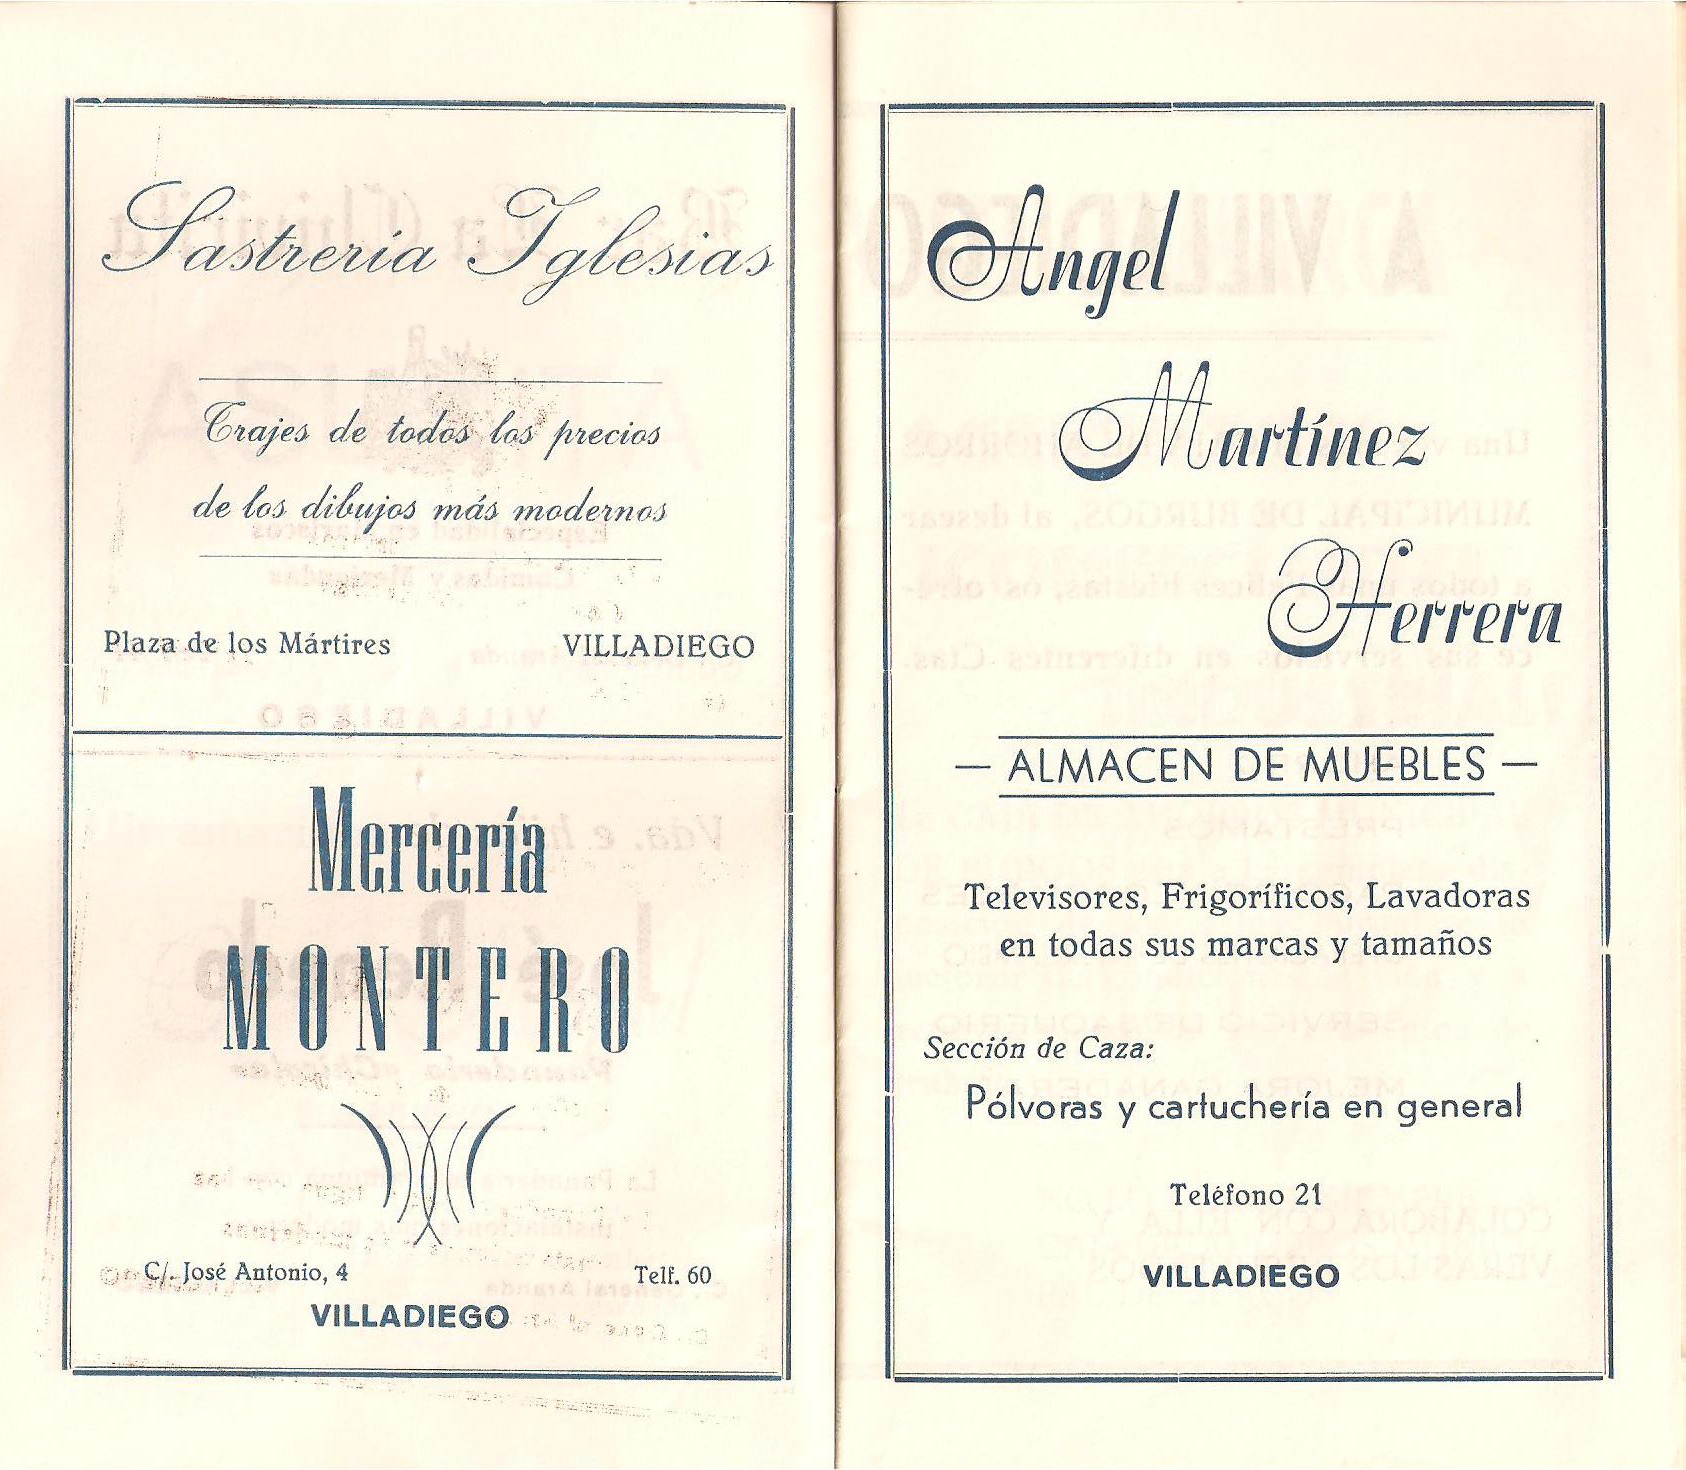 Sastrería Iglesias
Trajes de todos los precios
de los dibujos más modernos
Plaza de los Mártires VILLADIEGO
Mercería
MONTERO
C/. José Antonio, 4 Telf. 60
VILLADIEGO
Angel
Martínez
Herrera
— ALMACEN DE MUEBLES —
Televisores, Frigoríficos, Lavadoras
en todas sus marcas y tamaños
Sección de Caza:
Pólvoras y cartuchería en general
Teléfono 21
VILLADIEGO